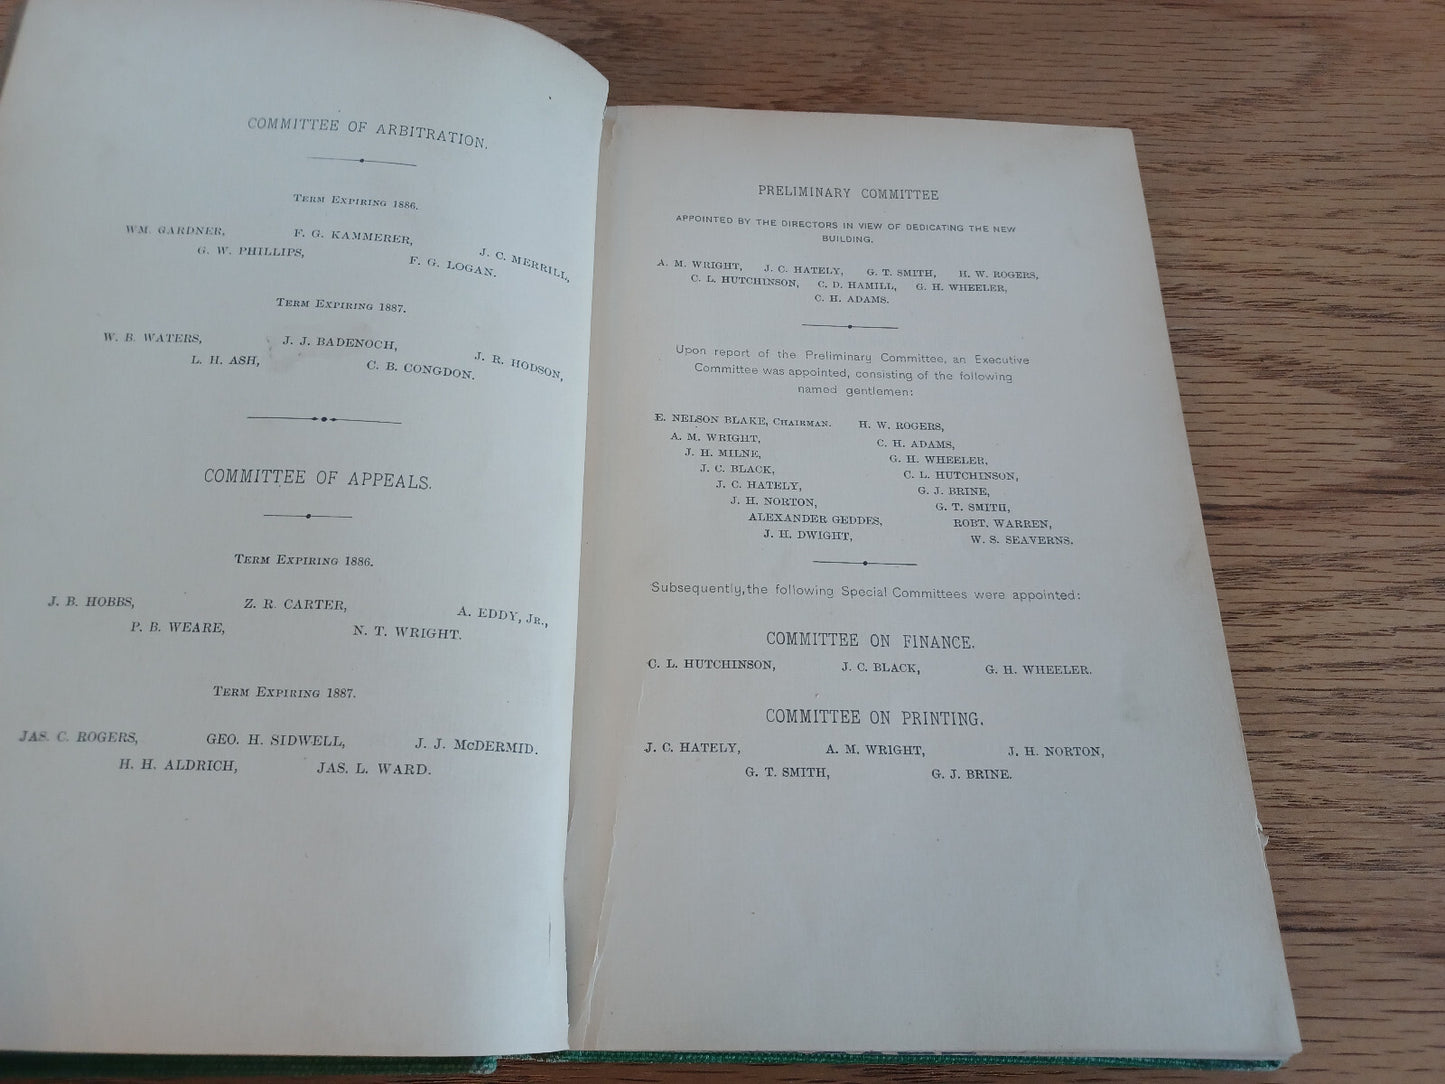 COMMITTEE OF ARBITRATION.
TERM EXPIRING 1886.
WM. GARDNER, F. G. KAMMERER, J. C. MERRILL,
G. W. PHILLIPS, F. G. LOGAN.
TERM EXPIRING 1887.
W. B. WATERS, J. J. BADENOCH, J. R. HODSON,
L. H. ASH, C. B. CONGDON.
COMMITTEE OF APPEALS.
TERM EXPIRING 1886.
J. B. HOBBS, Z. R. CARTER, A. EDDY, JR.,
P. B. WEARE, N. T. WRIGHT.
TERM EXPIRING 1887.
JAS. C. ROGERS, GEO. H. SIDWELL, J. J. McDERMID.
H. H. ALDRICH, JAS. L. WARD.
PRELIMINARY COMMITTEE
APPOINTED BY THE DIRECTORS IN VIEW OF DEDICATING THE NEW
BUILDING.
A. M. WRIGHT, J. C. HATELY, G. T. SMITH, H. W. ROGERS,
C. L. HUTCHINSON, C. D. HAMILL, G. H. WHEELER,
C. H. ADAMS.
Upon report of the Preliminary Committee, an Executive
Committee was appointed, consisting of the following
named gentlemen:
E. NELSON BLAKE, CHAIRMAN. H. W. ROGERS,
A. M. WRIGHT, C. H. ADAMS,
J. H. MILNE, G. H. WHEELER,
J. C. BLACK, C. L. HUTCHINSON,
J. C. HATELY, G. J. BRINE,
J. H. NORTON, G. T. SMITH,
ALEXANDER GEDDES, ROBT. WARREN,
J. H. DWIGHT, W. S. SEAVERNS.
Subsequently, the following Special Committees were appointed:
COMMITTEE ON FINANCE.
C. L. HUTCHINSON, J. C. BLACK, G. H. WHEELER.
COMMITTEE ON PRINTING.
J. C. HATELY, A. M. WRIGHT, J. H. NORTON,
G. T. SMITH, G. J. BRINE.